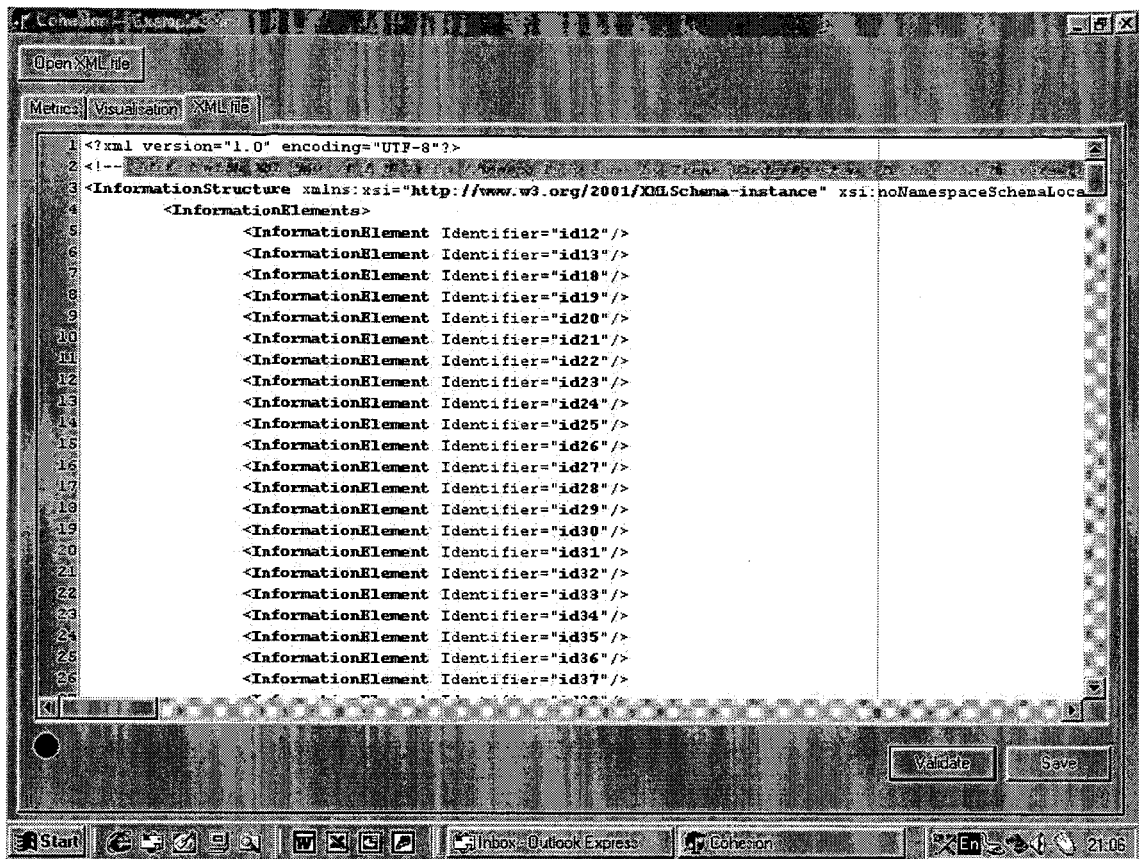 Cohesion - Example3
Open XML file
Metrics Visualisation XML file
1 <?xml version="1.0" encoding="UTF-8"?>
2 <!--
3 <InformationStructure xmlns:xsi="http://www.w3.org/2001/XMLSchema-instance" xsi:noNamespaceSchemaLoca
4 <InformationElements>
5 <InformationElement Identifier="id12"/>
6 <InformationElement Identifier="id13"/>
7 <InformationElement Identifier="id18"/>
8 <InformationElement Identifier="id19"/>
9 <InformationElement Identifier="id20"/>
10 <InformationElement Identifier="id21"/>
11 <InformationElement Identifier="id22"/>
12 <InformationElement Identifier="id23"/>
13 <InformationElement Identifier="id24"/>
14 <InformationElement Identifier="id25"/>
15 <InformationElement Identifier="id26"/>
16 <InformationElement Identifier="id27"/>
17 <InformationElement Identifier="id28"/>
18 <InformationElement Identifier="id29"/>
19 <InformationElement Identifier="id30"/>
20 <InformationElement Identifier="id31"/>
21 <InformationElement Identifier="id32"/>
22 <InformationElement Identifier="id33"/>
23 <InformationElement Identifier="id34"/>
24 <InformationElement Identifier="id35"/>
25 <InformationElement Identifier="id36"/>
26 <InformationElement Identifier="id37"/>
Validate Save
Start Inbox - Outlook Express Cohesion En 21:06